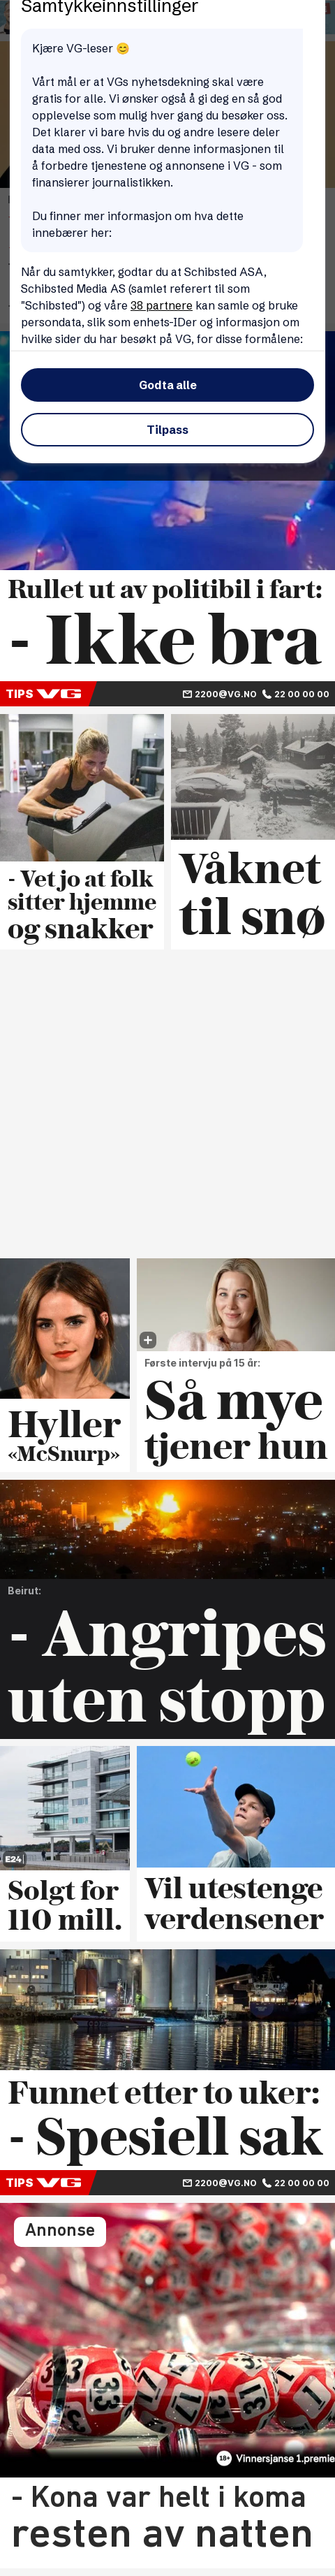 Samtykkeinnstillinger
Kjære VG-leser 😊
Vårt mål er at VGs nyhetsdekning skal være
gratis for alle. Vi ønsker også å gi deg en så god
opplevelse som mulig hver gang du besøker oss.
Det klarer vi bare hvis du og andre lesere deler
data med oss. Vi bruker denne informasjonen til
å forbedre tjenestene og annonsene i VG - som
finansierer journalistikken.
Du finner mer informasjon om hva dette
innebærer her:
Når du samtykker, godtar du at Schibsted ASA,
Schibsted Media AS (samlet referert til som
"Schibsted") og våre 38 partnere kan samle og bruke
persondata, slik som enhets-IDer og informasjon om
hvilke sider du har besøkt på VG, for disse formålene:
Godta alle
Tilpass
Rullet ut av politibil i fart:
- Ikke bra
TIPS VG 2200@VG.NO 22 00 00 00
- Vet jo at folk
sitter hjemme
og snakker
Våknet
til snø
Hyller
«McSnurp»
Første intervju på 15 år:
Så mye
tjener hun
Beirut:
- Angripes
uten stopp
E24
Solgt for
110 mill.
Vil utestenge
verdensener
Funnet etter to uker:
- Spesiell sak
TIPS VG 2200@VG.NO 22 00 00 00
Annonse
33
17
13
1
18+ Vinnersjanse 1.premie
- Kona var helt i koma
resten av natten